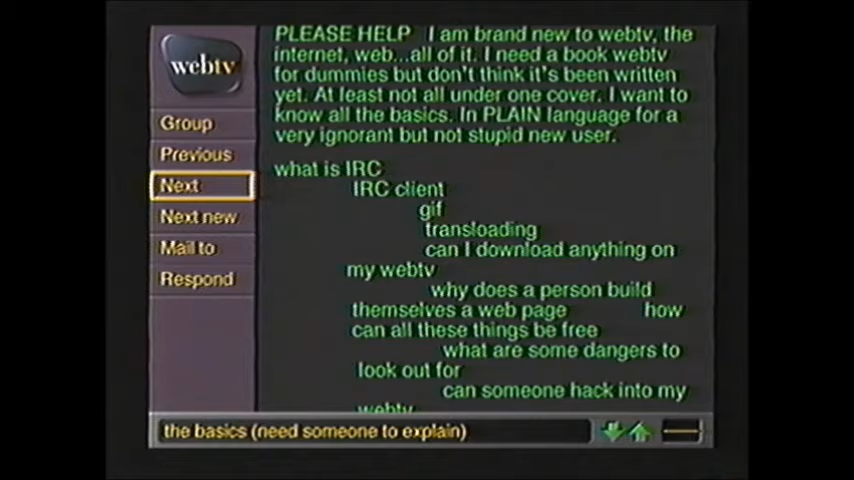 webtv
Group
Previous
Next
Next new
Mail to
Respond
PLEASE HELP I am brand new to webtv, the
internet, web...all of it. I need a book webtv
for dummies but don't think it's been written
yet. At least not all under one cover. I want to
know all the basics. In PLAIN language for a
very ignorant but not stupid new user.
what is IRC
IRC client
gif
transloading
can I download anything on
my webtv
why does a person build
themselves a web page how
can all these things be free
what are some dangers to
look out for
can someone hack into my
webtv
the basics (need someone to explain)